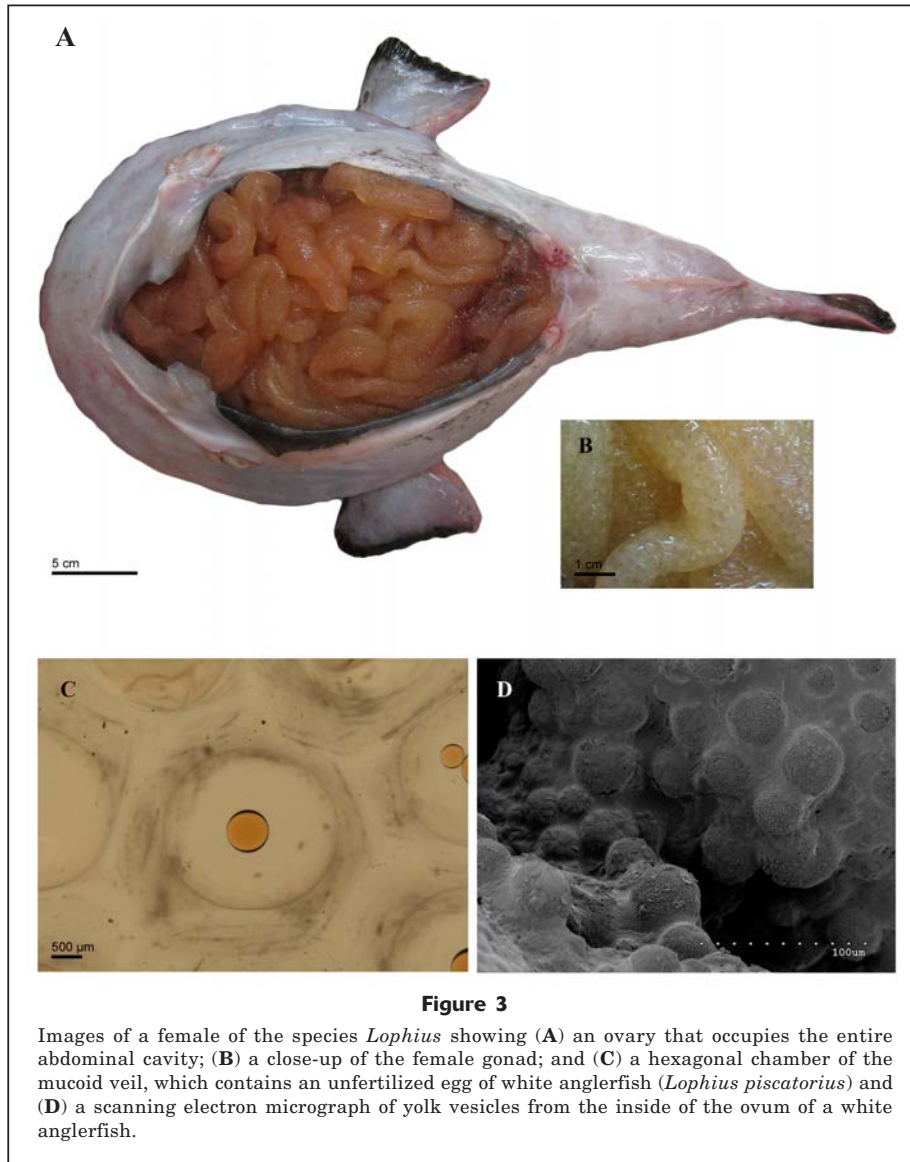 A
B
1 cm
5 cm
C
500 µm
D
100um
Figure 3
Images of a female of the species Lophius showing (A) an ovary that occupies the entire
abdominal cavity; (B) a close-up of the female gonad; and (C) a hexagonal chamber of the
mucoid veil, which contains an unfertilized egg of white anglerfish (Lophius piscatorius) and
(D) a scanning electron micrograph of yolk vesicles from the inside of the ovum of a white
anglerfish.